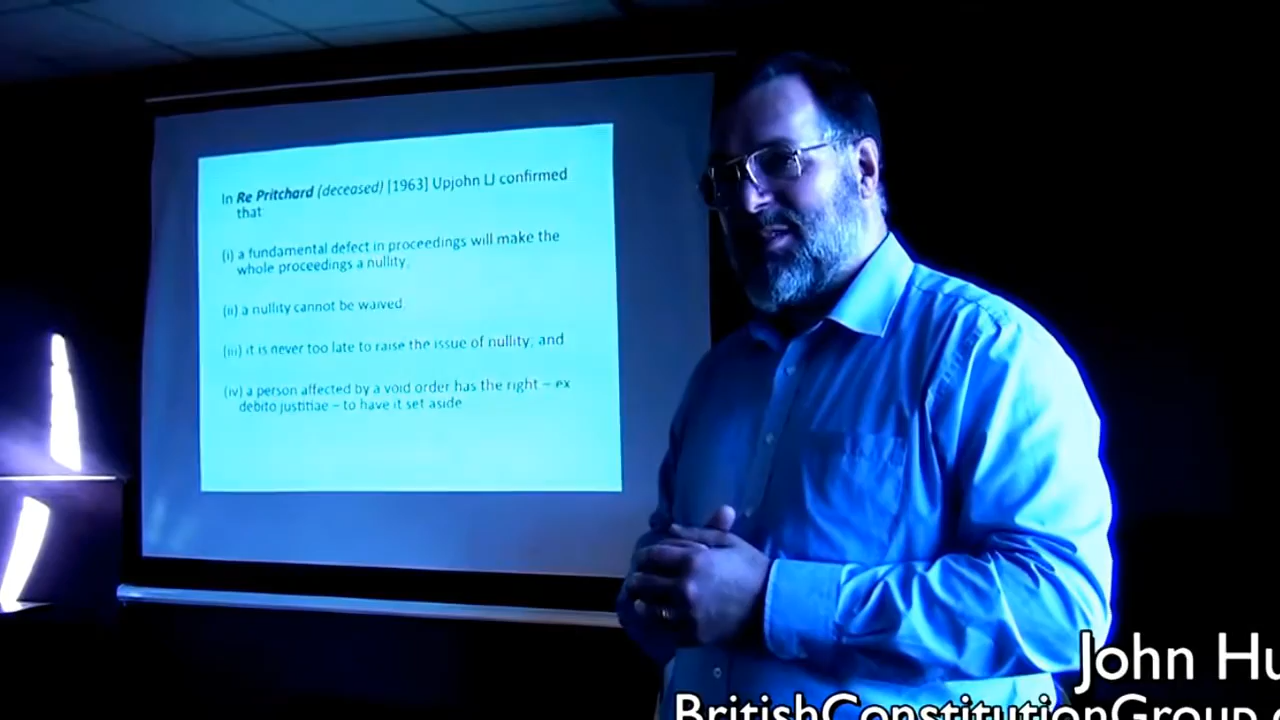 In Re Pritchard (deceased) [1963] Upjohn LJ confirmed
that
(i) a fundamental defect in proceedings will make the
whole proceedings a nullity;
(ii) a nullity cannot be waived;
(iii) it is never too late to raise the issue of nullity; and
(iv) a person affected by a void order has the right – ex
debito justitiae – to have it set aside
John Hu
BritishConstitutionGroup.